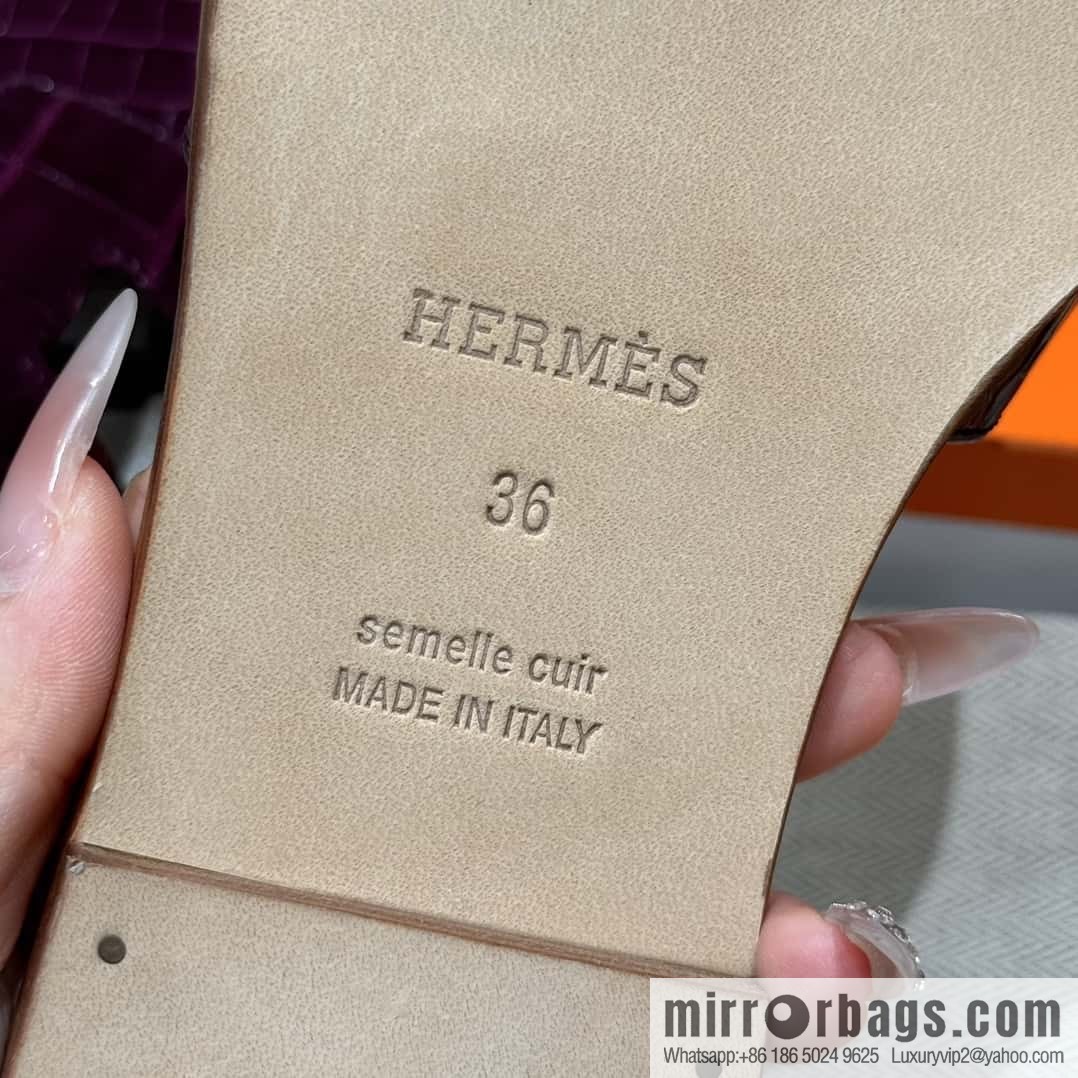 HERMÈS
36
semelle cuir
MADE IN ITALY
mirrorbags.com
Whatsapp:+86 186 5024 9625 Luxuryvip2@yahoo.com